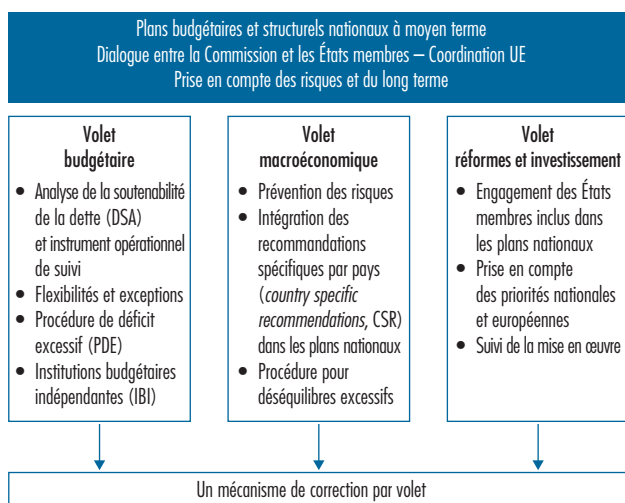 Plans budgétaires et structurels nationaux à moyen terme
Dialogue entre la Commission et les États membres – Coordination UE
Prise en compte des risques et du long terme
Volet
budgétaire
• Analyse de la soutenabilité
de la dette (DSA)
et instrument opérationnel
de suivi
• Flexibilités et exceptions
• Procédure de déficit
excessif (PDE)
• Institutions budgétaires
indépendantes (IBI)
Volet
macroéconomique
• Prévention des risques
• Intégration des
recommandations
spécifiques par pays
(country specific
recommendations, CSR)
dans les plans nationaux
• Procédure pour
déséquilibres excessifs
Volet
réformes et investissement
• Engagement des États
membres inclus dans
les plans nationaux
• Prise en compte
des priorités nationales
et européennes
• Suivi de la mise en œuvre
Un mécanisme de correction par volet